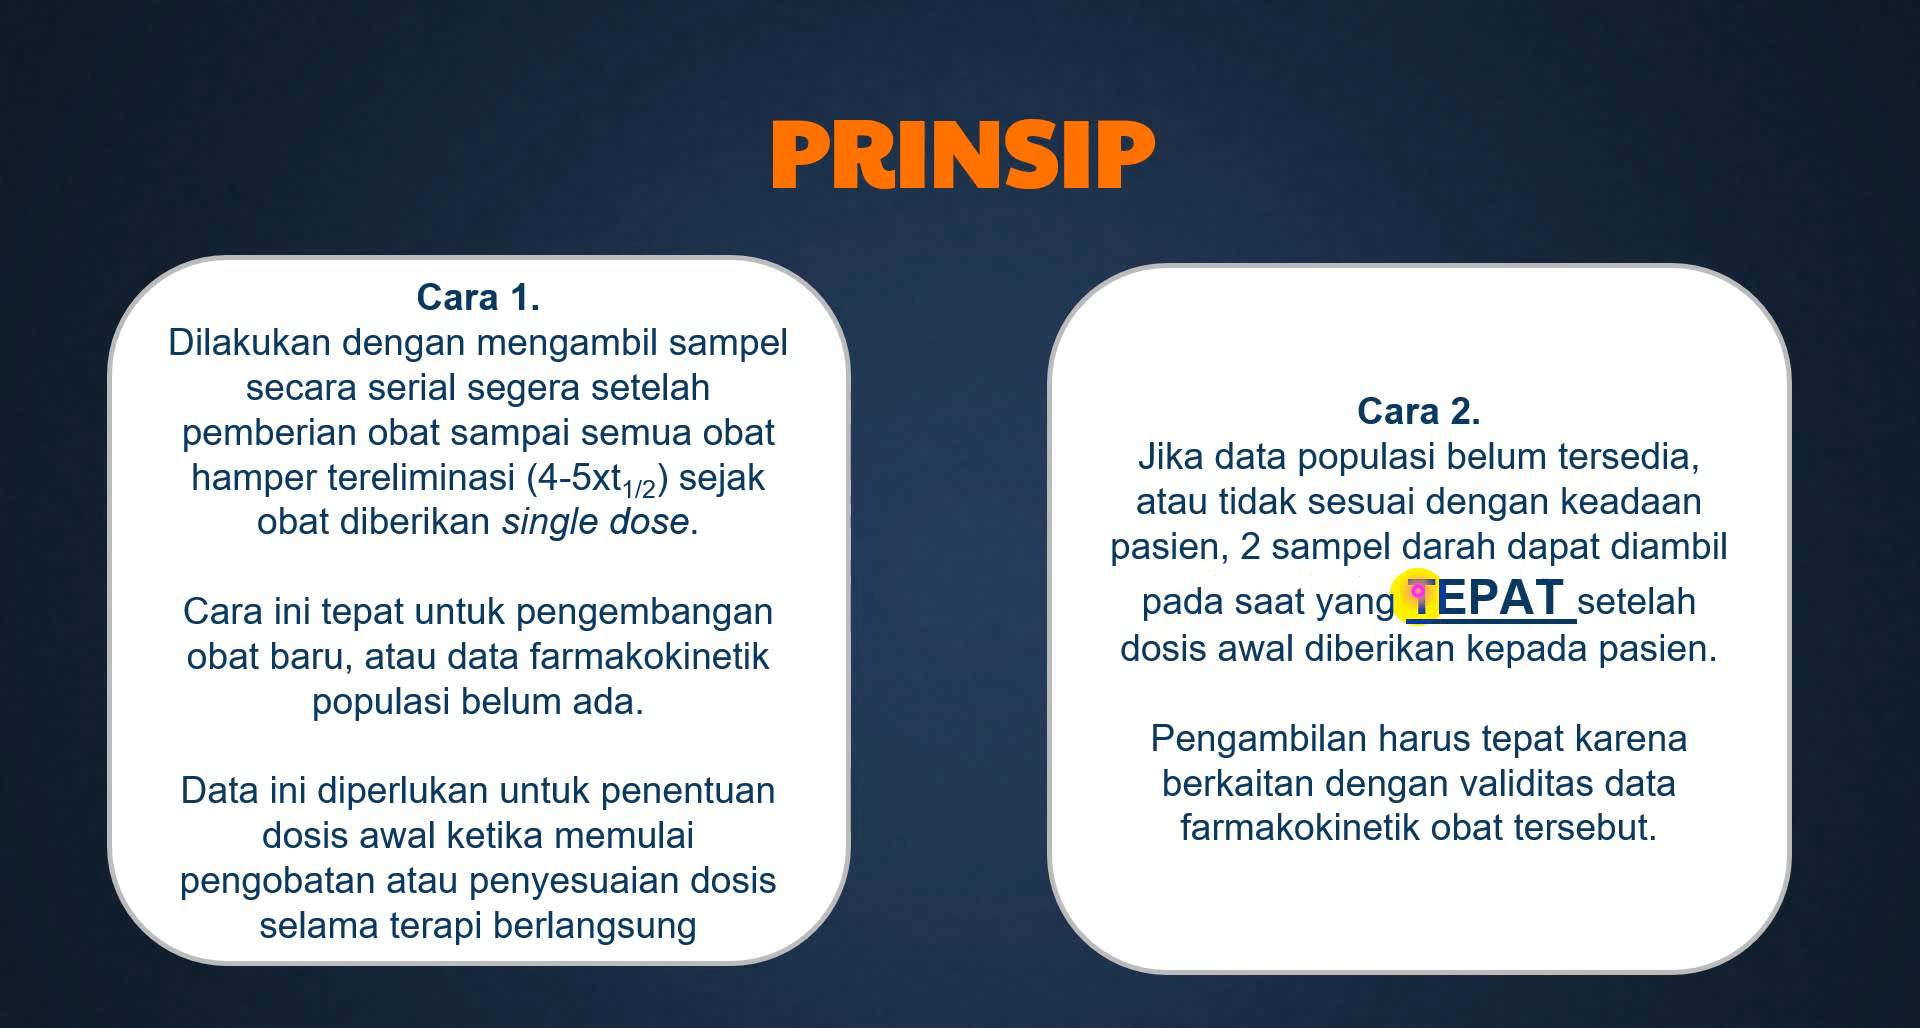 PRINSIP
Cara 1.
Dilakukan dengan mengambil sampel
secara serial segera setelah
pemberian obat sampai semua obat
hamper tereliminasi (4-5xt1/2) sejak
obat diberikan single dose.
Cara ini tepat untuk pengembangan
obat baru, atau data farmakokinetik
populasi belum ada.
Data ini diperlukan untuk penentuan
dosis awal ketika memulai
pengobatan atau penyesuaian dosis
selama terapi berlangsung
Cara 2.
Jika data populasi belum tersedia,
atau tidak sesuai dengan keadaan
pasien, 2 sampel darah dapat diambil
pada saat yang TEPAT setelah
dosis awal diberikan kepada pasien.
Pengambilan harus tepat karena
berkaitan dengan validitas data
farmakokinetik obat tersebut.